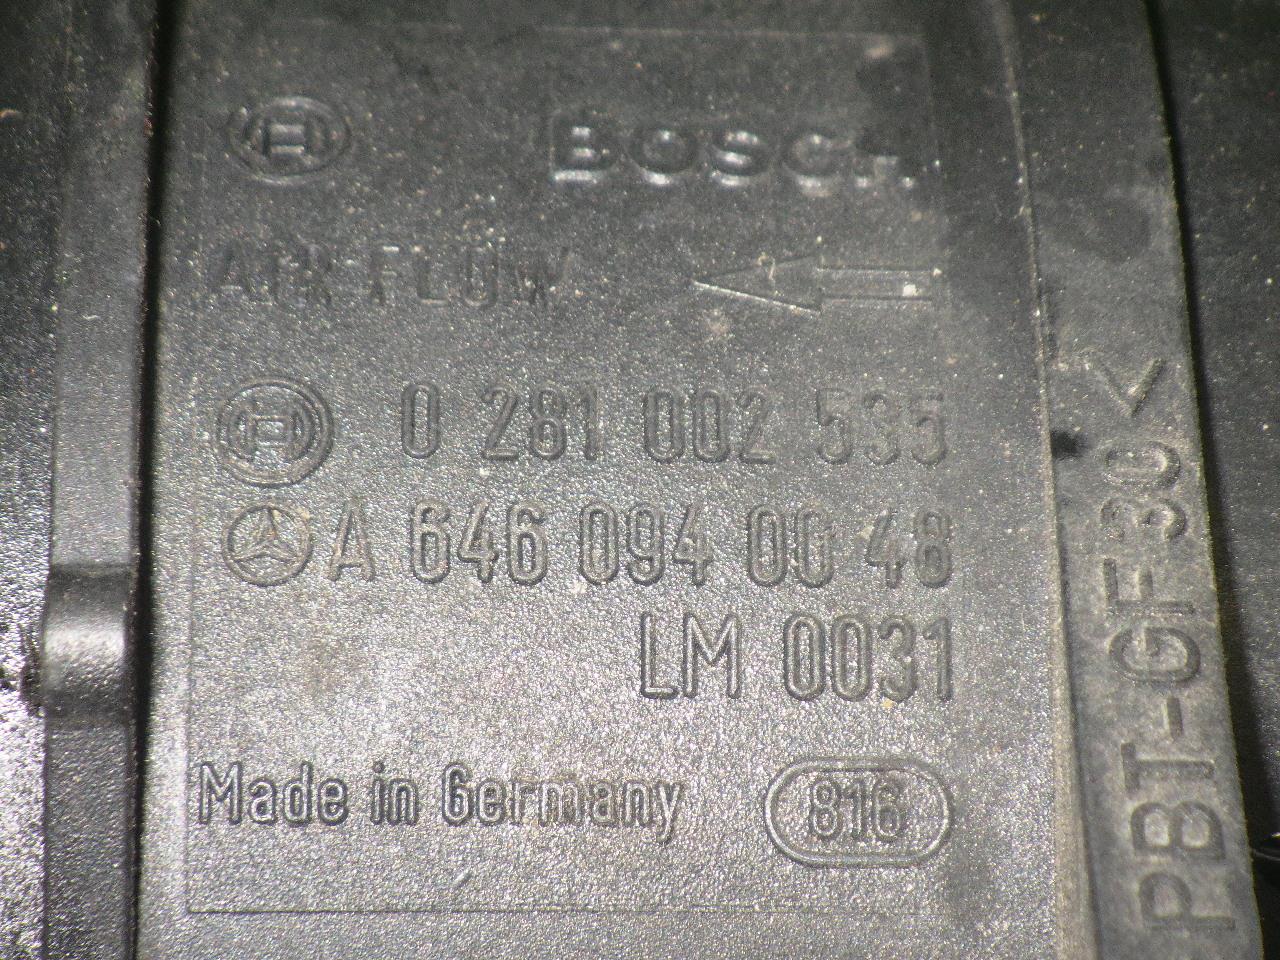 BOSCH
AIR FLOW
0 281 002 535
A 646 094 00 48
LM 0031
Made in Germany 816
PBT-GF30<